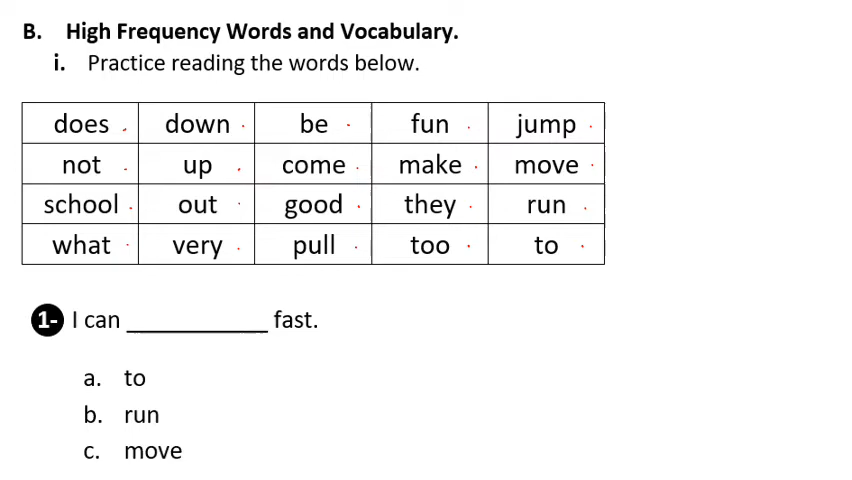 B. High Frequency Words and Vocabulary.
i. Practice reading the words below.
does down be fun jump
not up come make move
school out good they run
what very pull too to
1- I can ____________ fast.
a. to
b. run
c. move